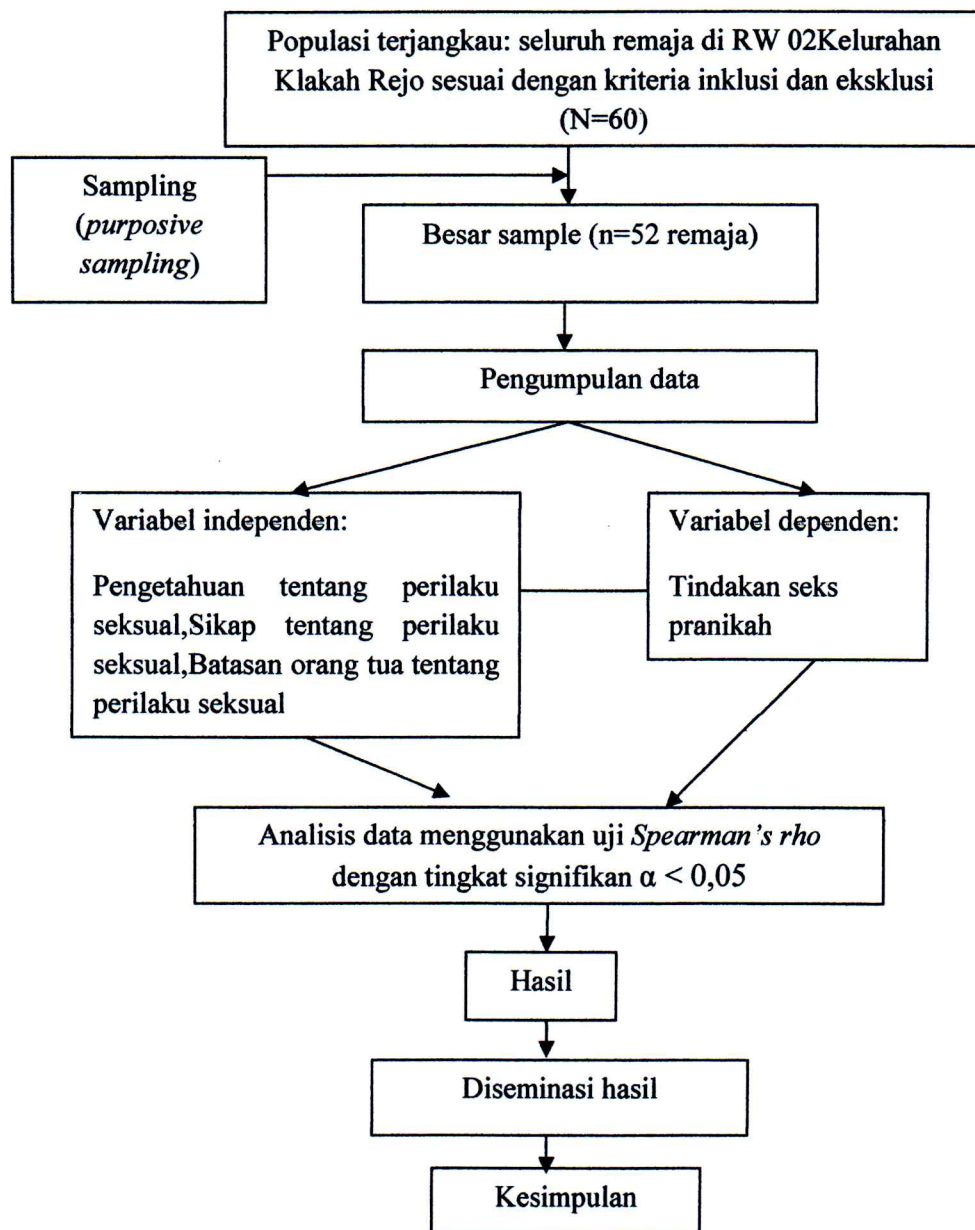 Populasi terjangkau: seluruh remaja di RW 02Kelurahan
Klakah Rejo sesuai dengan kriteria inklusi dan eksklusi
(N=60)
Sampling
(purposive
sampling)
Besar sample (n=52 remaja)
Pengumpulan data
Variabel independen:
Pengetahuan tentang perilaku
seksual,Sikap tentang perilaku
seksual,Batasan orang tua tentang
perilaku seksual
Variabel dependen:
Tindakan seks
pranikah
Analisis data menggunakan uji Spearman's rho
dengan tingkat signifikan α < 0,05
Hasil
Diseminasi hasil
Kesimpulan